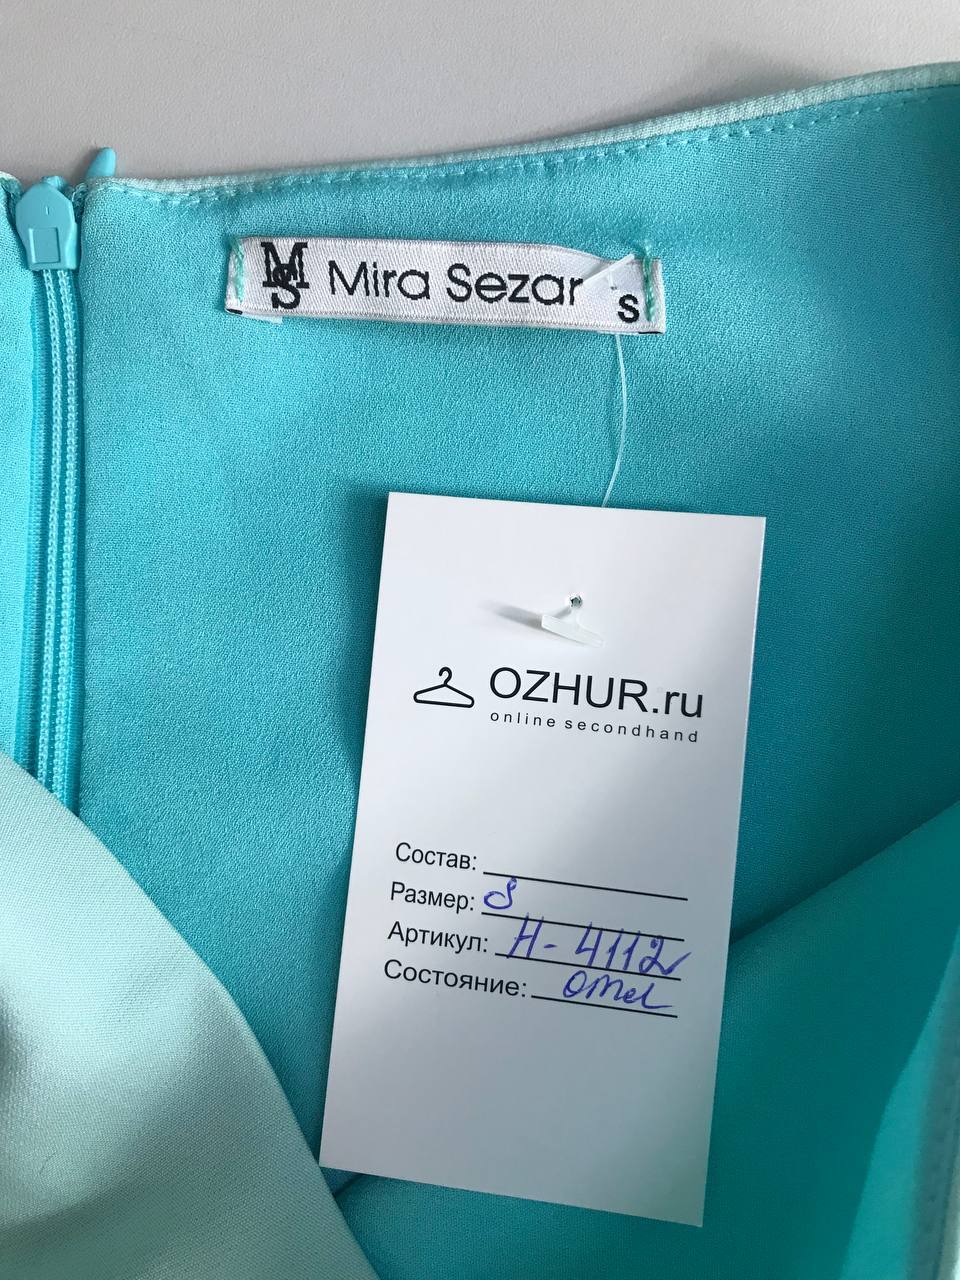 MS Mira Sezar
S
OZHUR.ru
online secondhand
Состав:
Размер: S
Артикул: Н-4112
Состояние: отл